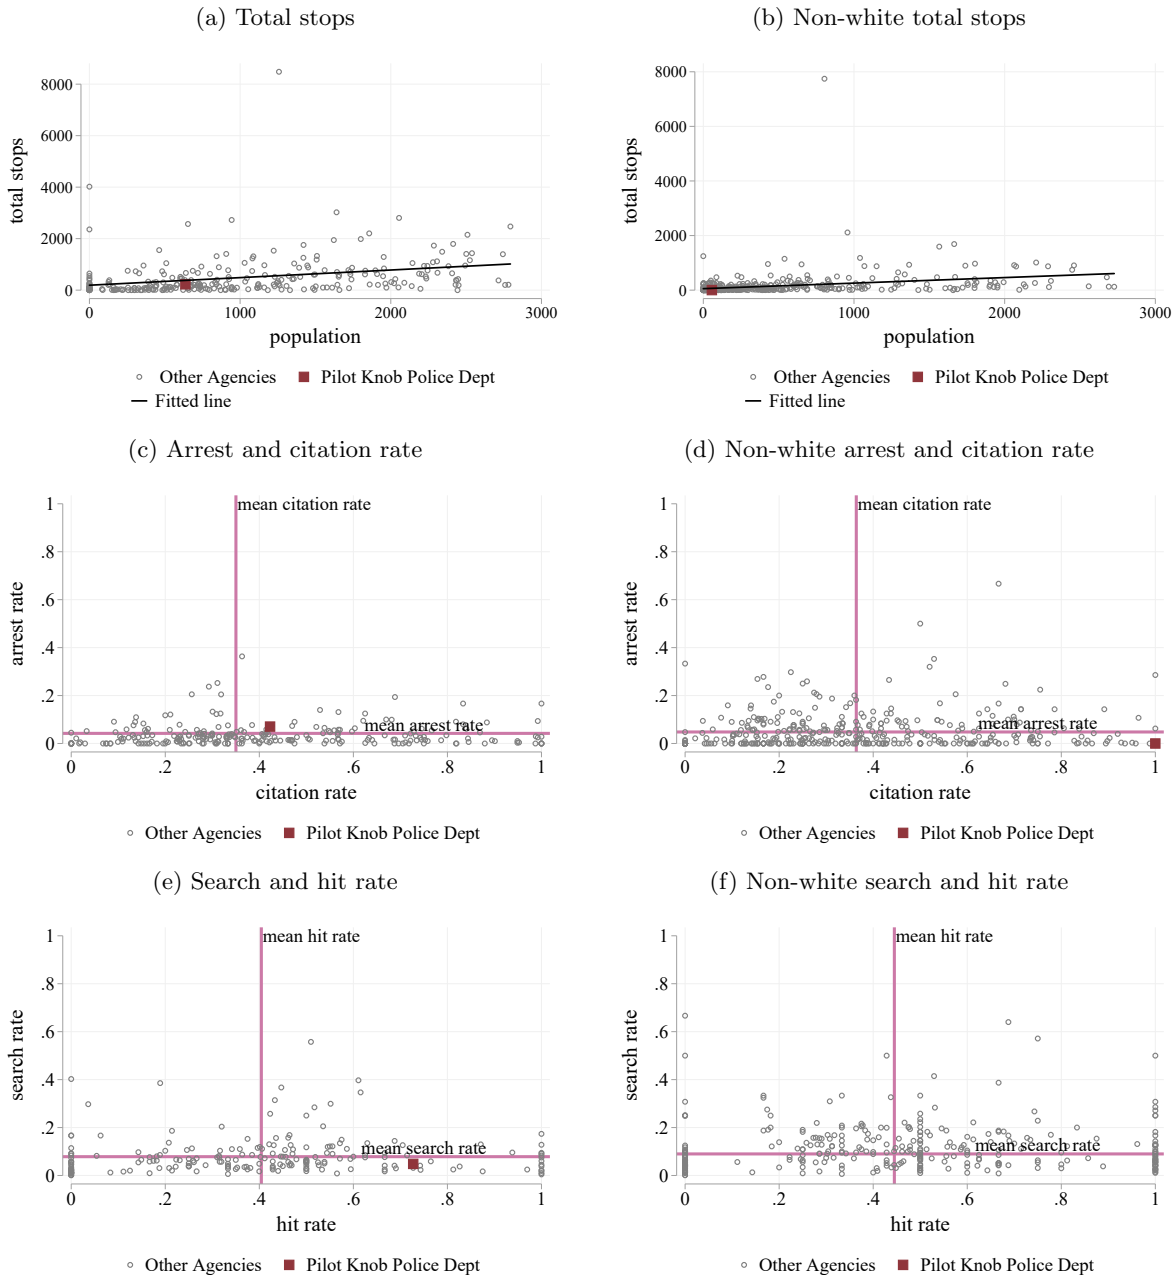 (a) Total stops
(b) Non-white total stops
total stops
8000
6000
4000
2000
0
0 1000 2000 3000
population
Other Agencies Pilot Knob Police Dept
Fitted line
total stops
8000
6000
4000
2000
0
0 1000 2000 3000
population
Other Agencies Pilot Knob Police Dept
Fitted line
(c) Arrest and citation rate
(d) Non-white arrest and citation rate
arrest rate
1
.8
.6
.4
.2
0
mean citation rate
mean arrest rate
0 .2 .4 .6 .8 1
citation rate
Other Agencies Pilot Knob Police Dept
arrest rate
1
.8
.6
.4
.2
0
mean citation rate
mean arrest rate
0 .2 .4 .6 .8 1
citation rate
Other Agencies Pilot Knob Police Dept
(e) Search and hit rate
(f) Non-white search and hit rate
search rate
1
.8
.6
.4
.2
0
mean hit rate
mean search rate
0 .2 .4 .6 .8 1
hit rate
Other Agencies Pilot Knob Police Dept
search rate
1
.8
.6
.4
.2
0
mean hit rate
mean search rate
0 .2 .4 .6 .8 1
hit rate
Other Agencies Pilot Knob Police Dept